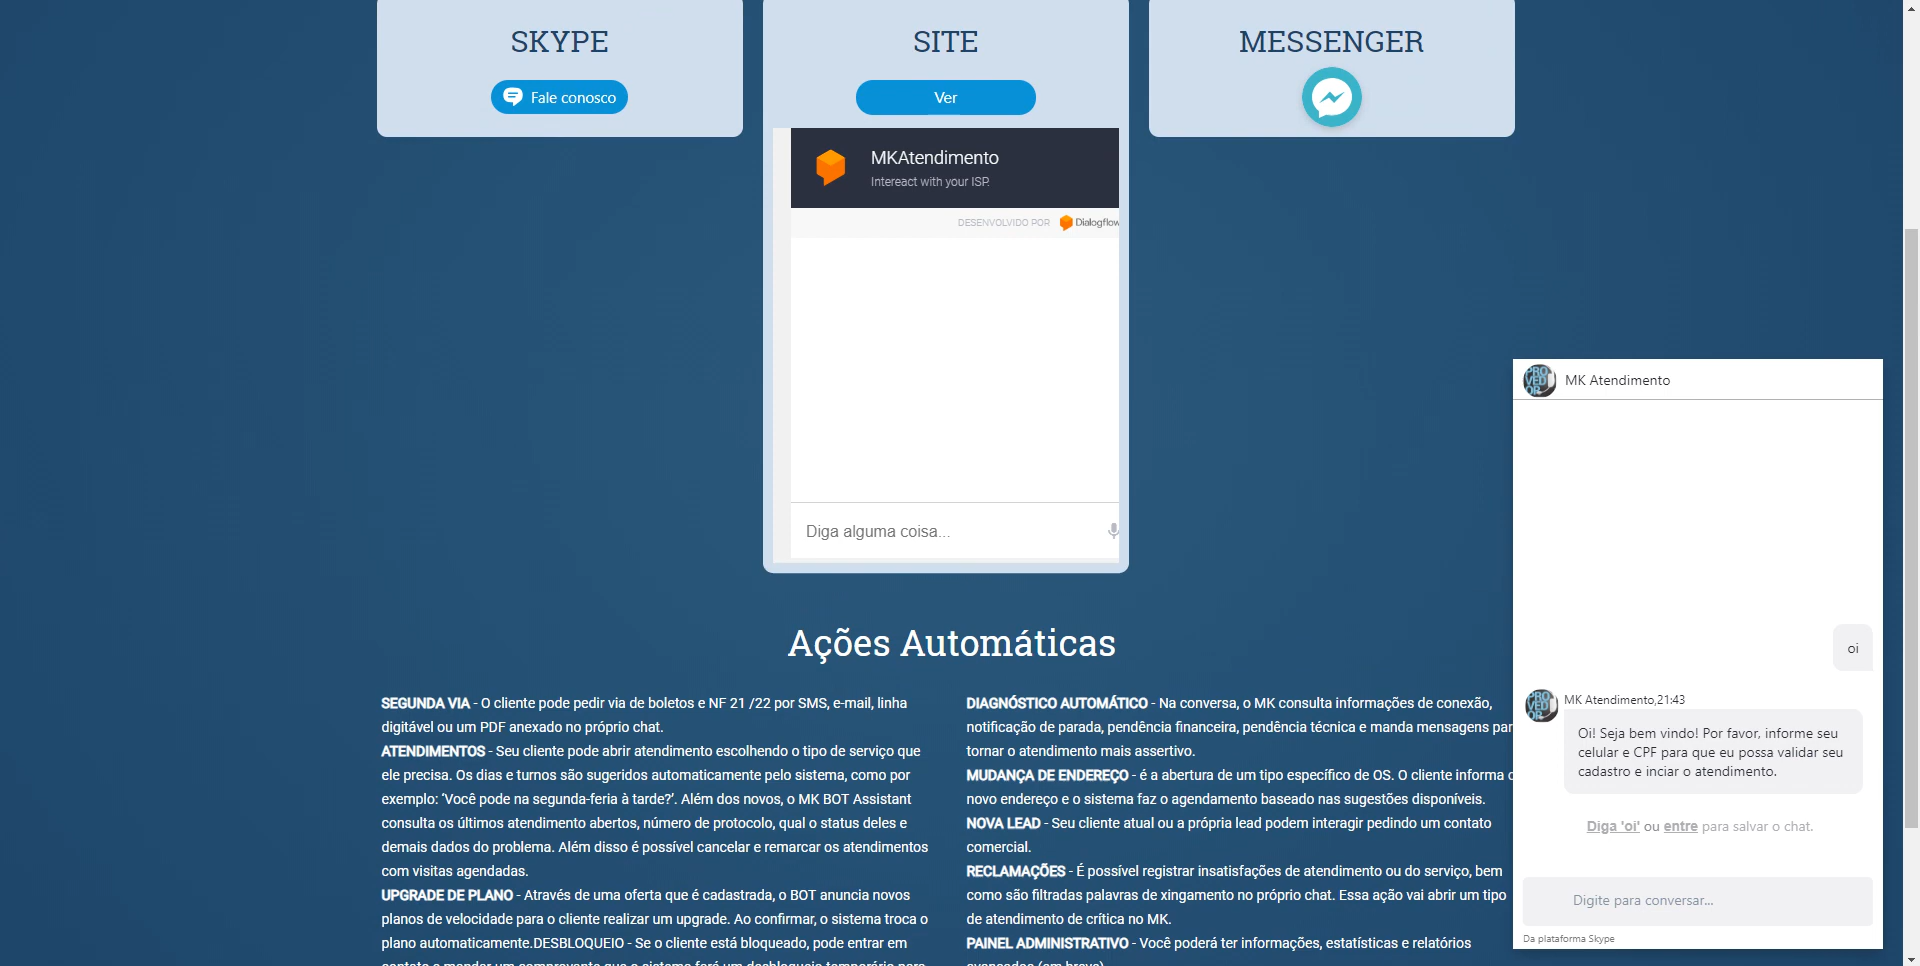 SKYPE
Fale conosco
SITE
Ver
MESSENGER
MKAtendimento
Intereact with your ISP.
DESENVOLVIDO POR Dialogflow
Diga alguma coisa...
Ações Automáticas
SEGUNDA VIA - O cliente pode pedir via de boletos e NF 21 /22 por SMS, e-mail, linha
digitável ou um PDF anexado no próprio chat.
ATENDIMENTOS - Seu cliente pode abrir atendimento escolhendo o tipo de serviço que
ele precisa. Os dias e turnos são sugeridos automaticamente pelo sistema, como por
exemplo: ‘Você pode na segunda-feria à tarde?’. Além dos novos, o MK BOT Assistant
consulta os últimos atendimento abertos, número de protocolo, qual o status deles e
demais dados do problema. Além disso é possível cancelar e remarcar os atendimentos
com visitas agendadas.
UPGRADE DE PLANO - Através de uma oferta que é cadastrada, o BOT anuncia novos
planos de velocidade para o cliente realizar um upgrade. Ao confirmar, o sistema troca o
plano automaticamente.DESBLOQUEIO - Se o cliente está bloqueado, pode entrar em
DIAGNÓSTICO AUTOMÁTICO - Na conversa, o MK consulta informações de conexão,
notificação de parada, pendência financeira, pendência técnica e manda mensagens par
tornar o atendimento mais assertivo.
MUDANÇA DE ENDEREÇO - é a abertura de um tipo específico de OS. O cliente informa o
novo endereço e o sistema faz o agendamento baseado nas sugestões disponíveis.
NOVA LEAD - Seu cliente atual ou a própria lead podem interagir pedindo um contato
comercial.
RECLAMAÇÕES - É possível registrar insatisfações de atendimento ou do serviço, bem
como são filtradas palavras de xingamento no próprio chat. Essa ação vai abrir um tipo
de atendimento de crítica no MK.
PAINEL ADMINISTRATIVO - Você poderá ter informações, estatísticas e relatórios
MK Atendimento
oi
MK Atendimento,21:43
Oi! Seja bem vindo! Por favor, informe seu
celular e CPF para que eu possa validar seu
cadastro e inciar o atendimento.
Diga 'oi' ou entre para salvar o chat.
Digite para conversar...
Da plataforma Skype